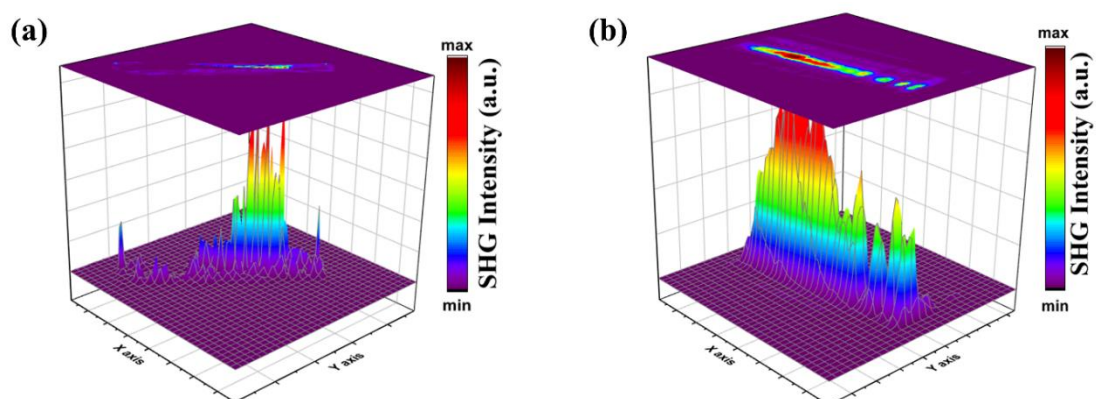 (a)
max
SHG Intensity (a.u.)
min
X axis
Y axis
(b)
max
SHG Intensity (a.u.)
min
X axis
Y axis